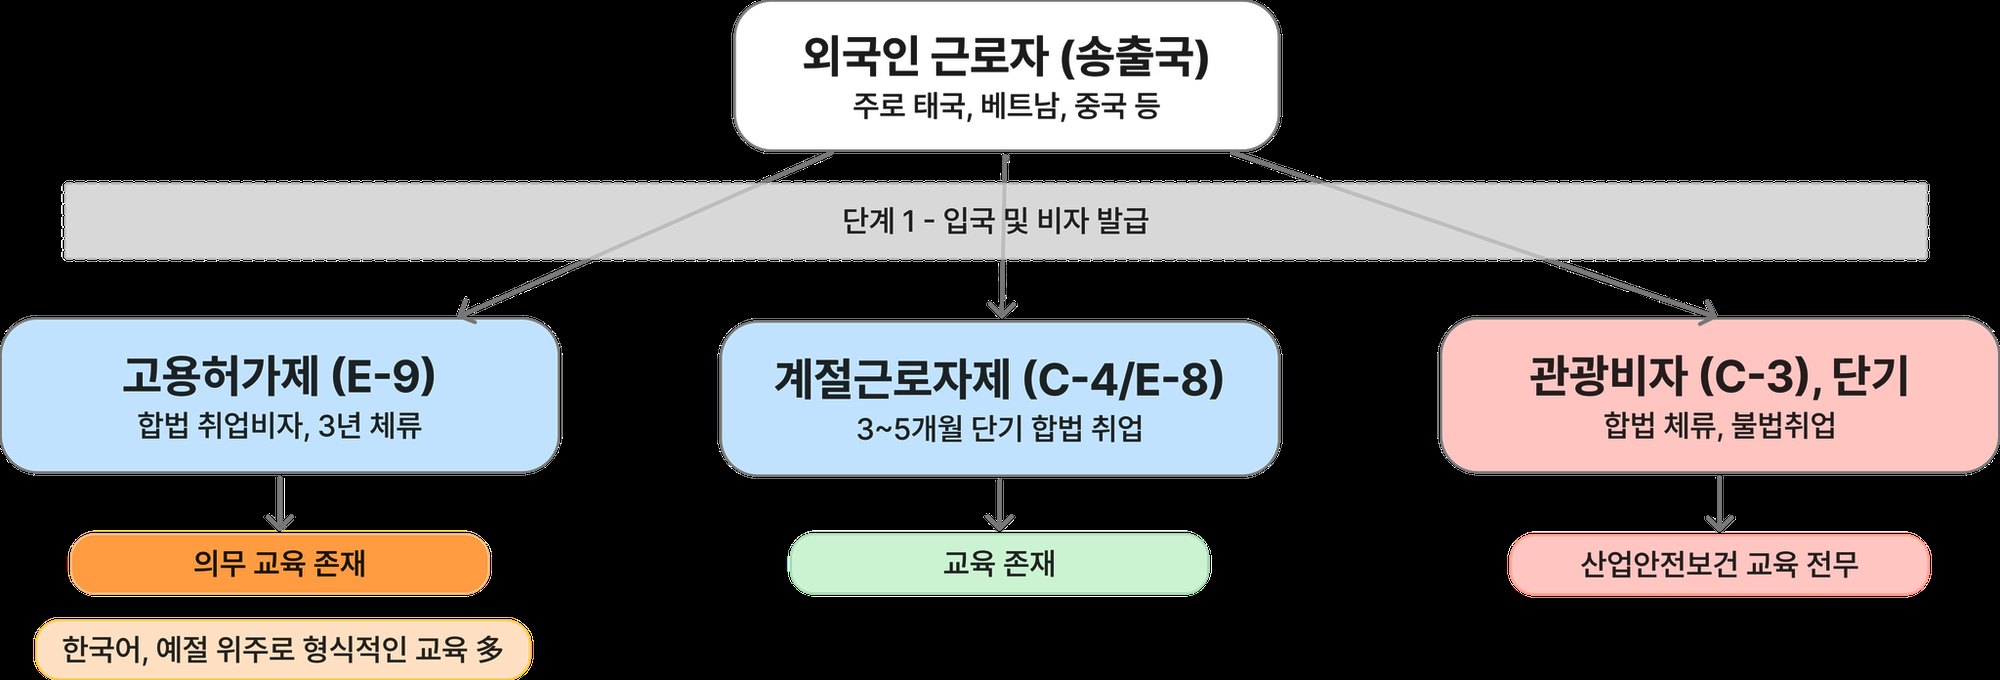 외국인 근로자 (송출국)
주로 태국, 베트남, 중국 등
단계 1 - 입국 및 비자 발급
고용허가제 (E-9)
합법 취업비자, 3년 체류
계절근로자제 (C-4/E-8)
3~5개월 단기 합법 취업
관광비자 (C-3), 단기
합법 체류, 불법취업
의무 교육 존재
교육 존재
산업안전보건 교육 전무
한국어, 예절 위주로 형식적인 교육 多